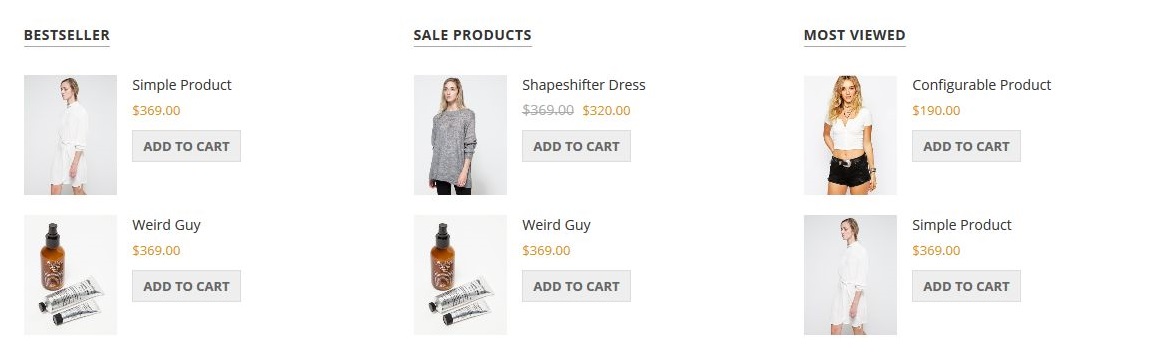 BESTSELLER
Simple Product
$369.00
ADD TO CART
Weird Guy
$369.00
ADD TO CART
SALE PRODUCTS
Shapeshifter Dress
$369.00 $320.00
ADD TO CART
Weird Guy
$369.00
ADD TO CART
MOST VIEWED
Configurable Product
$190.00
ADD TO CART
Simple Product
$369.00
ADD TO CART